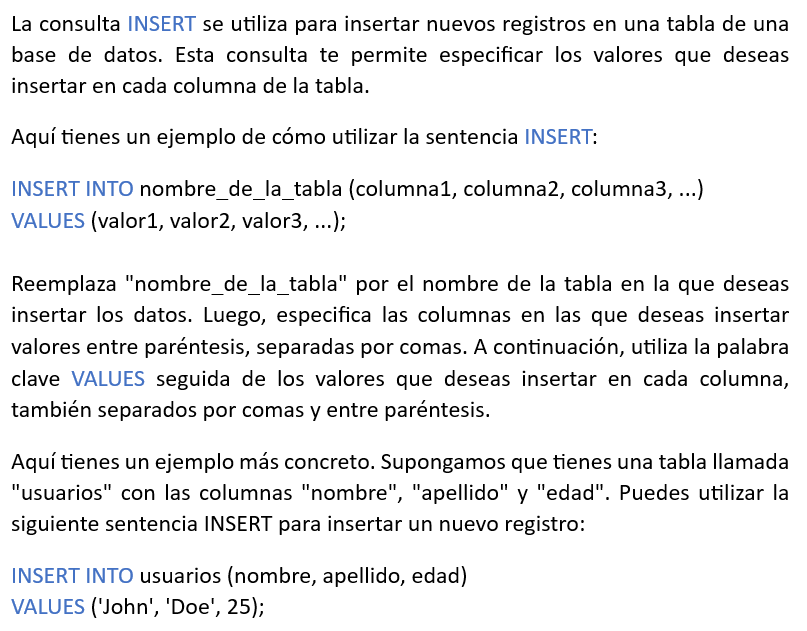 La consulta INSERT se utiliza para insertar nuevos registros en una tabla de una
base de datos. Esta consulta te permite especificar los valores que deseas
insertar en cada columna de la tabla.
Aquí tienes un ejemplo de cómo utilizar la sentencia INSERT:
INSERT INTO nombre_de_la_tabla (columna1, columna2, columna3, ...)
VALUES (valor1, valor2, valor3, ...);
Reemplaza "nombre_de_la_tabla" por el nombre de la tabla en la que deseas
insertar los datos. Luego, especifica las columnas en las que deseas insertar
valores entre paréntesis, separadas por comas. A continuación, utiliza la palabra
clave VALUES seguida de los valores que deseas insertar en cada columna,
también separados por comas y entre paréntesis.
Aquí tienes un ejemplo más concreto. Supongamos que tienes una tabla llamada
"usuarios" con las columnas "nombre", "apellido" y "edad". Puedes utilizar la
siguiente sentencia INSERT para insertar un nuevo registro:
INSERT INTO usuarios (nombre, apellido, edad)
VALUES ('John', 'Doe', 25);